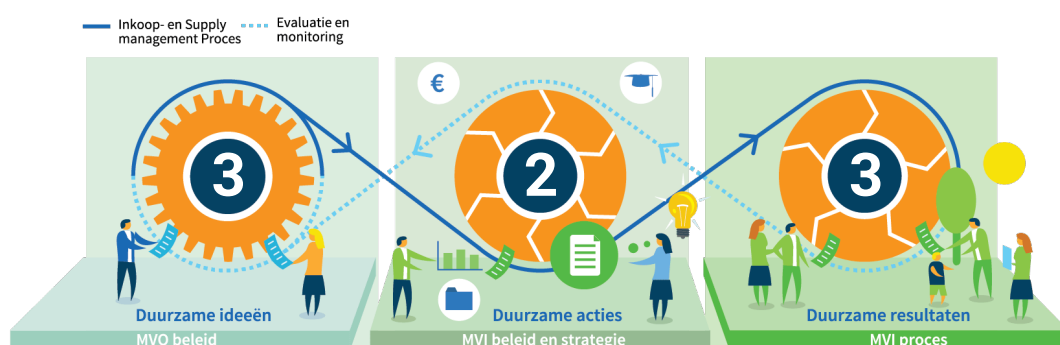 Inkoop- en Supply
management Proces
Evaluatie en
monitoring
€
3
2
3
Duurzame ideeën
Duurzame acties
Duurzame resultaten
MVO beleid
MVI beleid en strategie
MVI proces